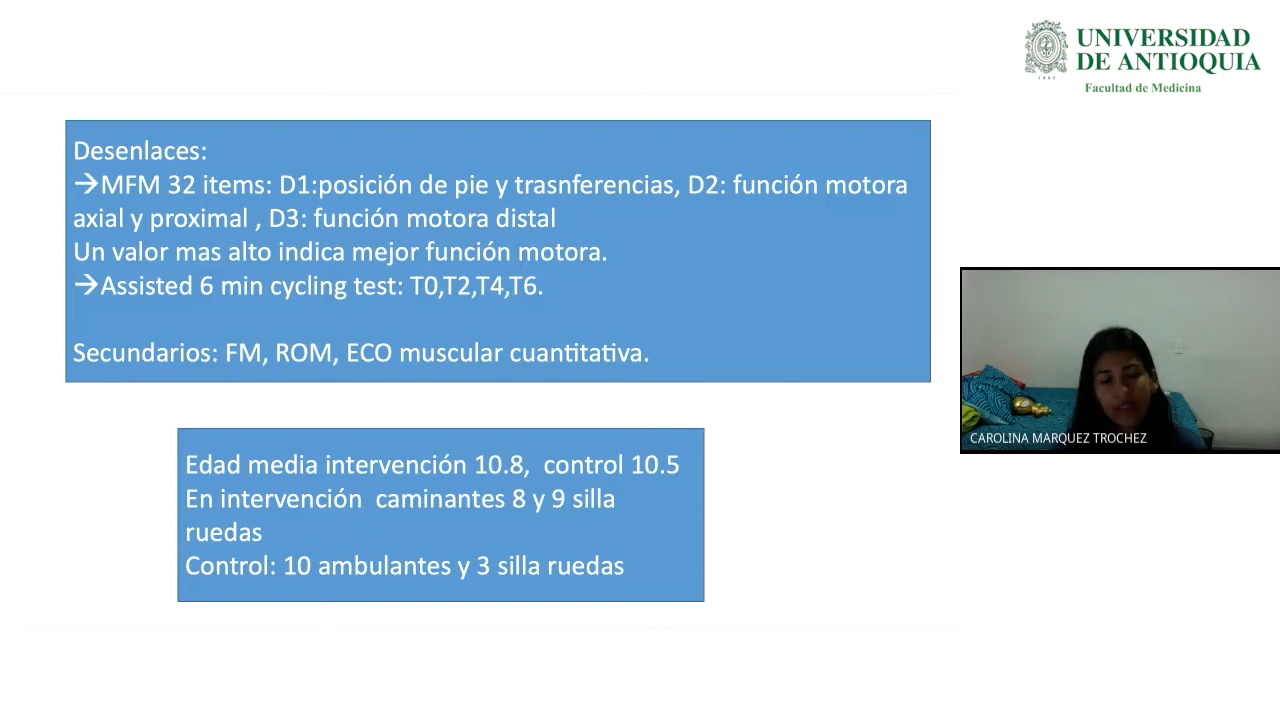 UNIVERSIDAD
DE ANTIOQUIA
1803
Facultad de Medicina
Desenlaces:
→MFM 32 items: D1:posición de pie y trasnferencias, D2: función motora
axial y proximal , D3: función motora distal
Un valor mas alto indica mejor función motora.
→Assisted 6 min cycling test: T0,T2,T4,T6.
Secundarios: FM, ROM, ECO muscular cuantitativa.
Edad media intervención 10.8,  control 10.5
En intervención  caminantes 8 y 9 silla
ruedas
Control: 10 ambulantes y 3 silla ruedas
CAROLINA MARQUEZ TROCHEZ